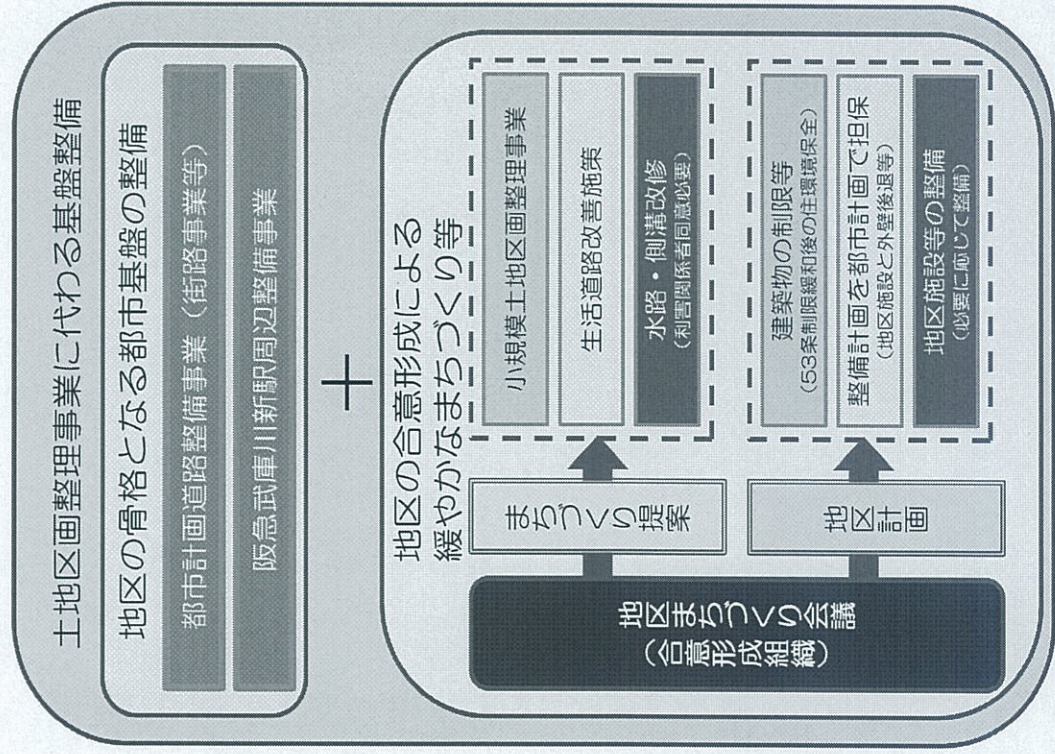 土地区画整理事業に代わる基盤整備
地区の骨格となる都市基盤の整備
都市計画道路整備事業（街路事業等）
阪急武庫川新駅周辺整備事業
＋
地区の合意形成による
緩やかなまちづくり等
地区まちづくり会議
（合意形成組織）
まちづくり提案
小規模土地区画整理事業
生活道路改善施策
水路・側溝改修
（利害関係者同意必要）
地区計画
建築物の制限等
（53条制限緩和後の住環境保全）
整備計画を都市計画で担保
（地区施設と外壁後退等）
地区施設等の整備
（必要に応じて整備）